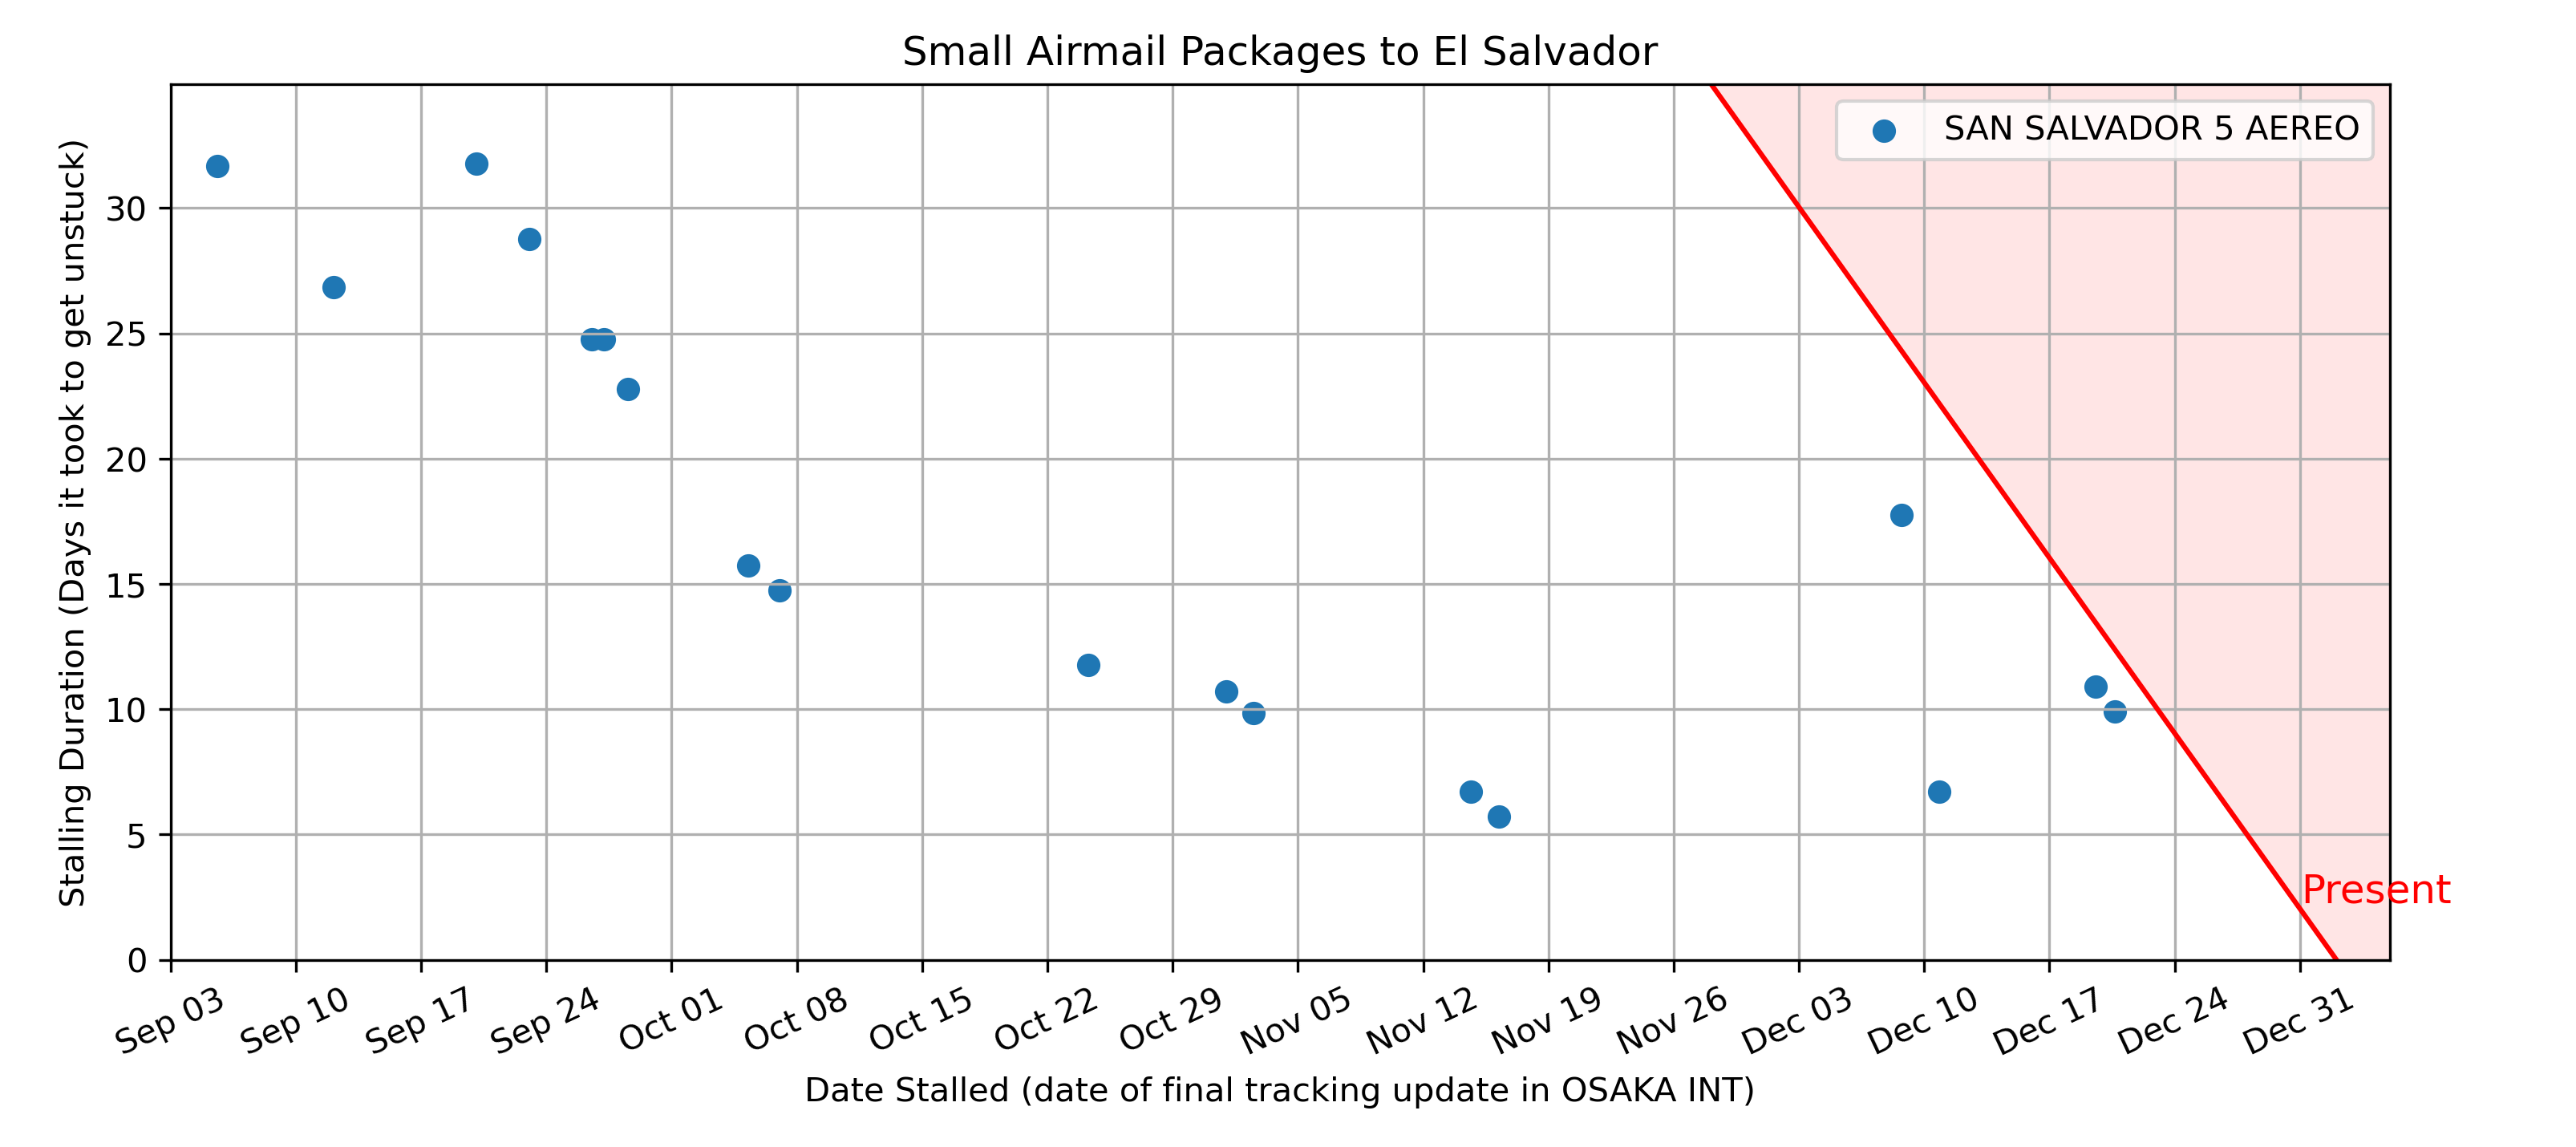 Small Airmail Packages to El Salvador
SAN SALVADOR 5 AEREO
Stalling Duration (Days it took to get unstuck)
30
25
20
15
10
5
0
Present
Sep 03
Sep 10
Sep 17
Sep 24
Oct 01
Oct 08
Oct 15
Oct 22
Oct 29
Nov 05
Nov 12
Nov 19
Nov 26
Dec 03
Dec 10
Dec 17
Dec 24
Dec 31
Date Stalled (date of final tracking update in OSAKA INT)